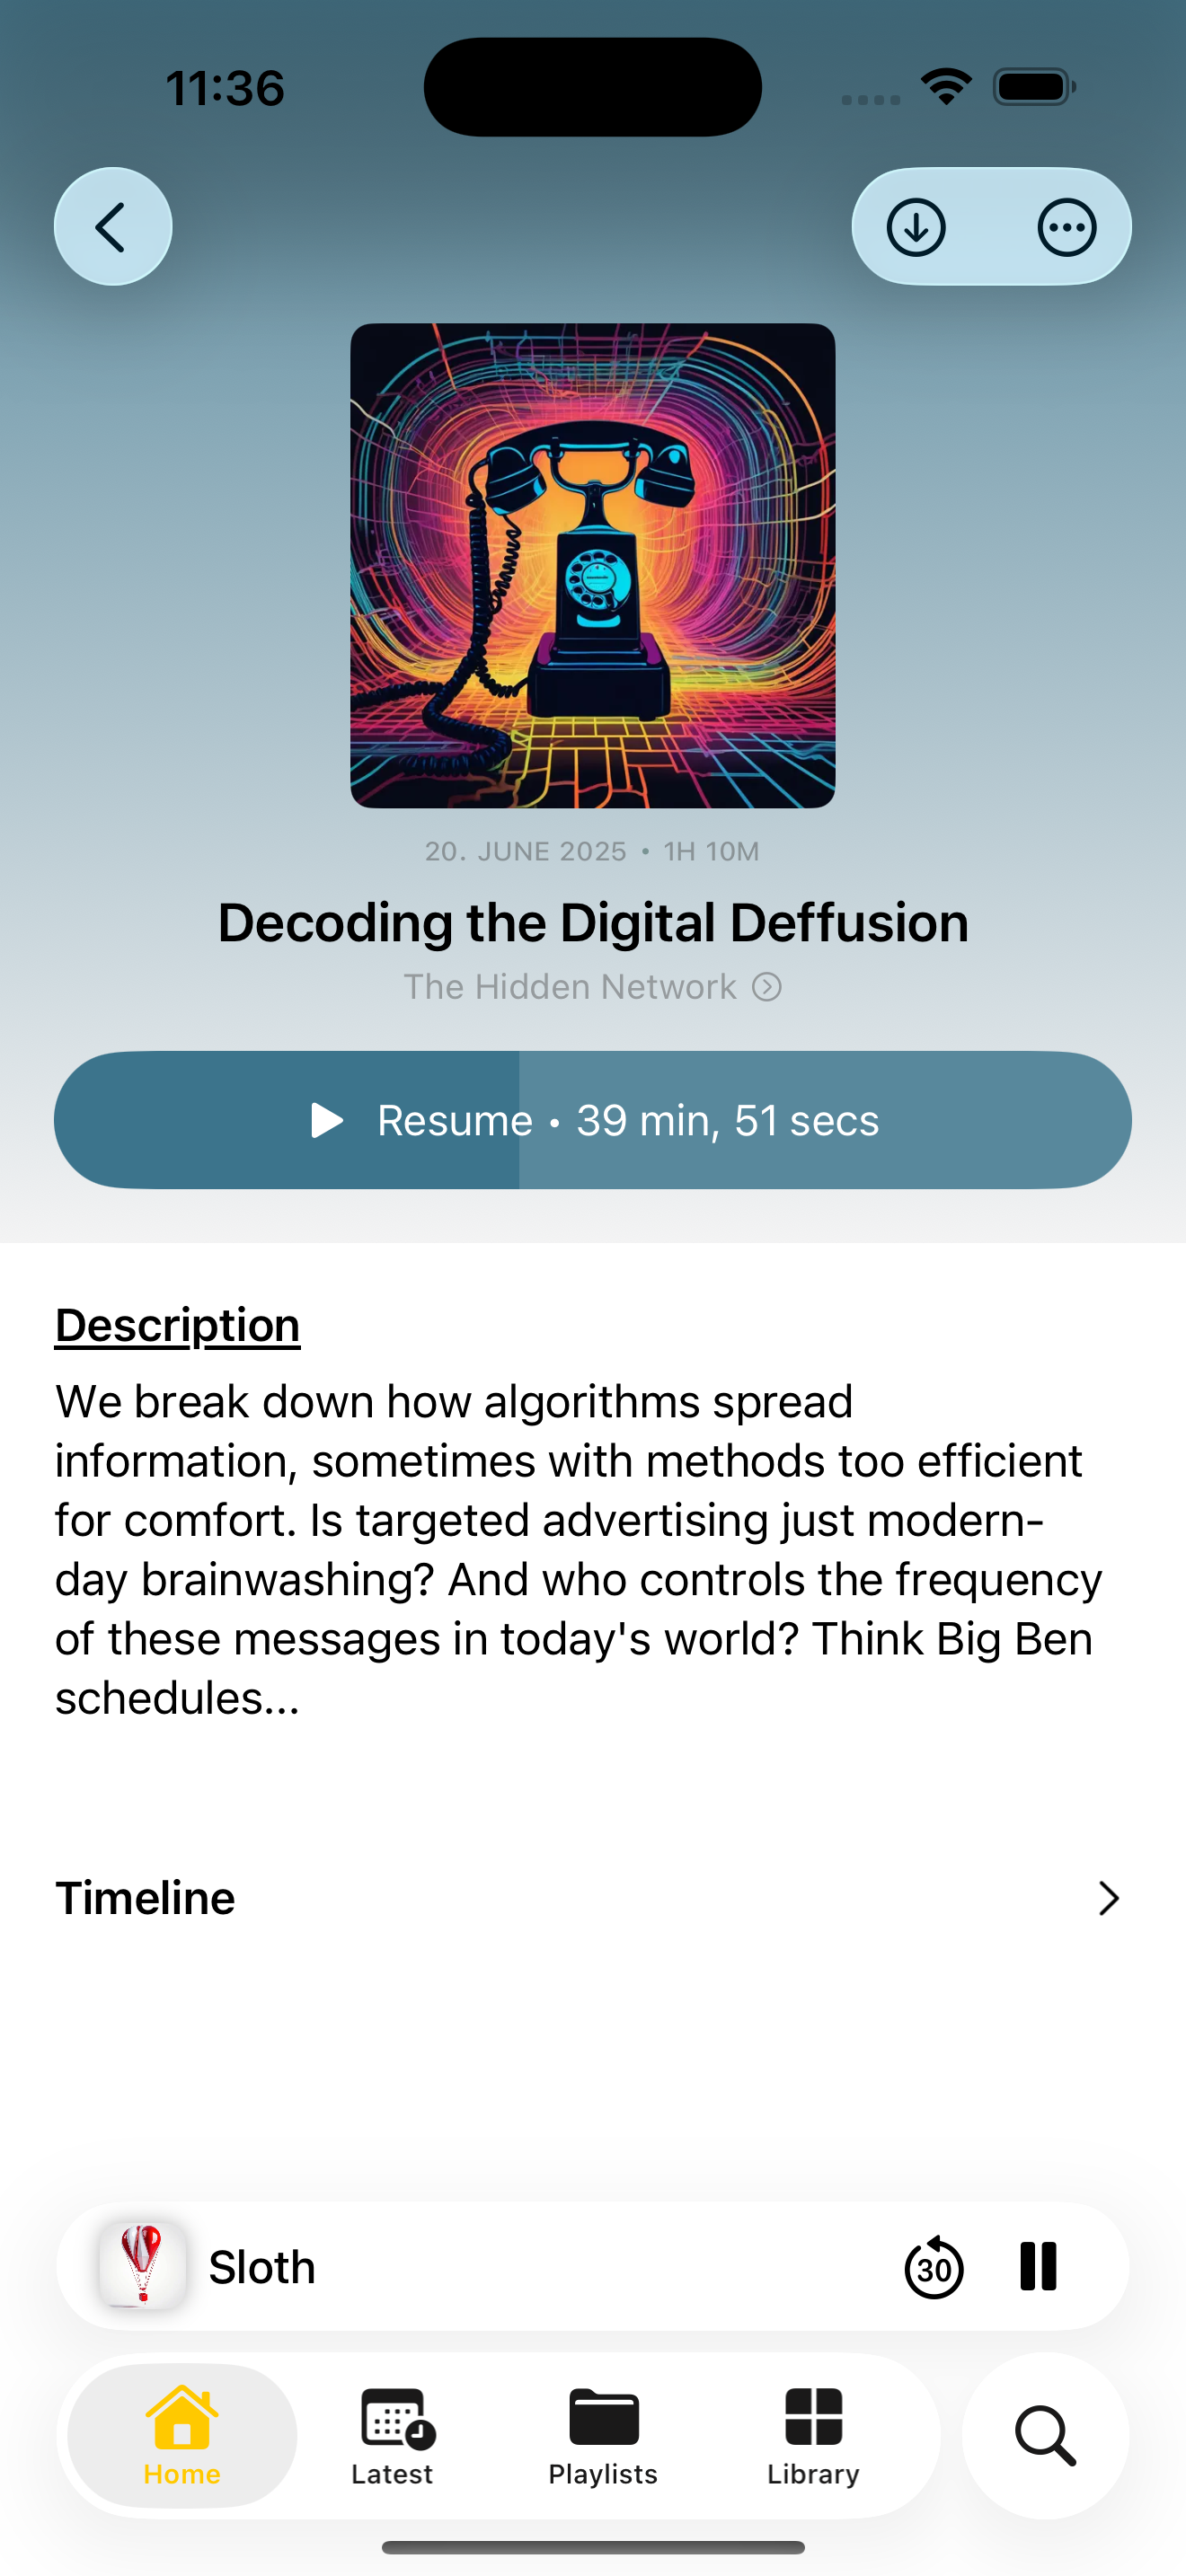 11:36
20. JUNE 2025 • 1H 10M
Decoding the Digital Deffusion
The Hidden Network
Resume • 39 min, 51 secs
Description
We break down how algorithms spread
information, sometimes with methods too efficient
for comfort. Is targeted advertising just modern-
day brainwashing? And who controls the frequency
of these messages in today's world? Think Big Ben
schedules...
Timeline
Sloth
30
Home
Latest
Playlists
Library